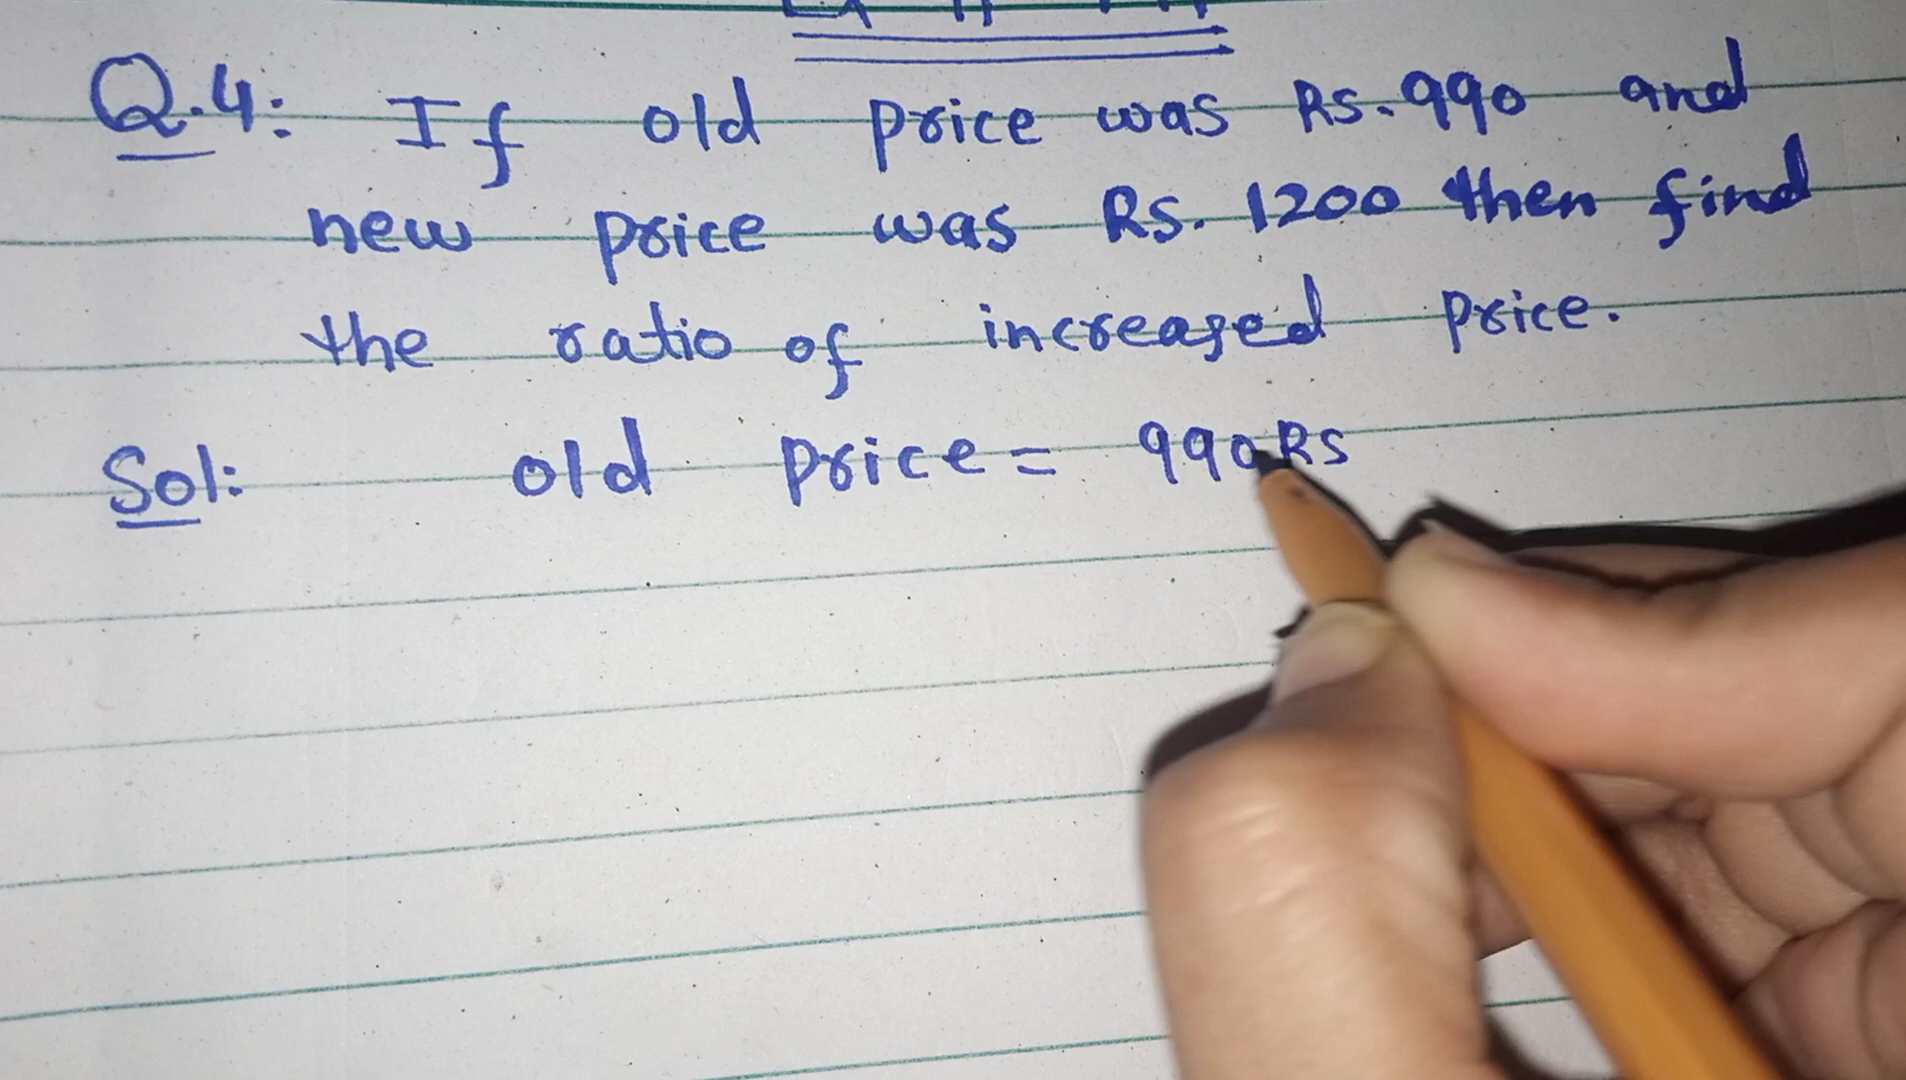 Q.4: If old price was Rs.990 and
new price was Rs. 1200 then find
the ratio of increased price.
Sol: old price = 990Rs